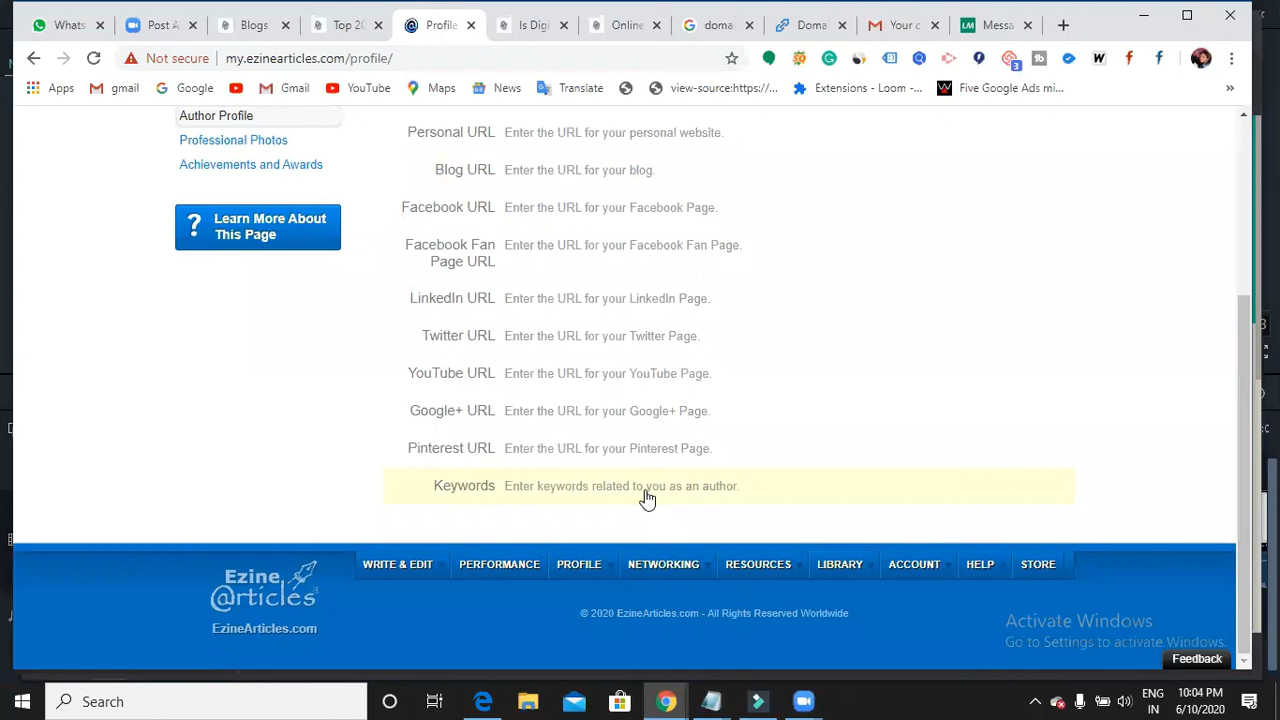 Whats
Post A
Blogs
Top 20
Profile
Is Dig
Online
doma
Doma
Your c
LM
Messa
Not secure
my.ezinearticles.com/profile/
3
Apps
gmail
Google
Gmail
YouTube
Maps
News
Translate
view-source:https://...
Extensions - Loom -...
Five Google Ads mi...
»
Author Profile
Professional Photos
Achievements and Awards
? Learn More About
This Page
Personal URL Enter the URL for your personal website.
Blog URL Enter the URL for your blog.
Facebook URL Enter the URL for your Facebook Page.
Facebook Fan Enter the URL for your Facebook Fan Page.
Page URL
LinkedIn URL Enter the URL for your LinkedIn Page.
Twitter URL Enter the URL for your Twitter Page.
YouTube URL Enter the URL for your YouTube Page.
Google+ URL Enter the URL for your Google+ Page.
Pinterest URL Enter the URL for your Pinterest Page.
Keywords Enter keywords related to you as an author.
WRITE & EDIT
PERFORMANCE
PROFILE
NETWORKING
RESOURCES
LIBRARY
ACCOUNT
HELP
STORE
Ezine
@rticles
EzineArticles.com
© 2020 EzineArticles.com - All Rights Reserved Worldwide
Activate Windows
Go to Settings to activate Windows.
Feedback
Search
ENG
IN
10:04 PM
6/10/2020